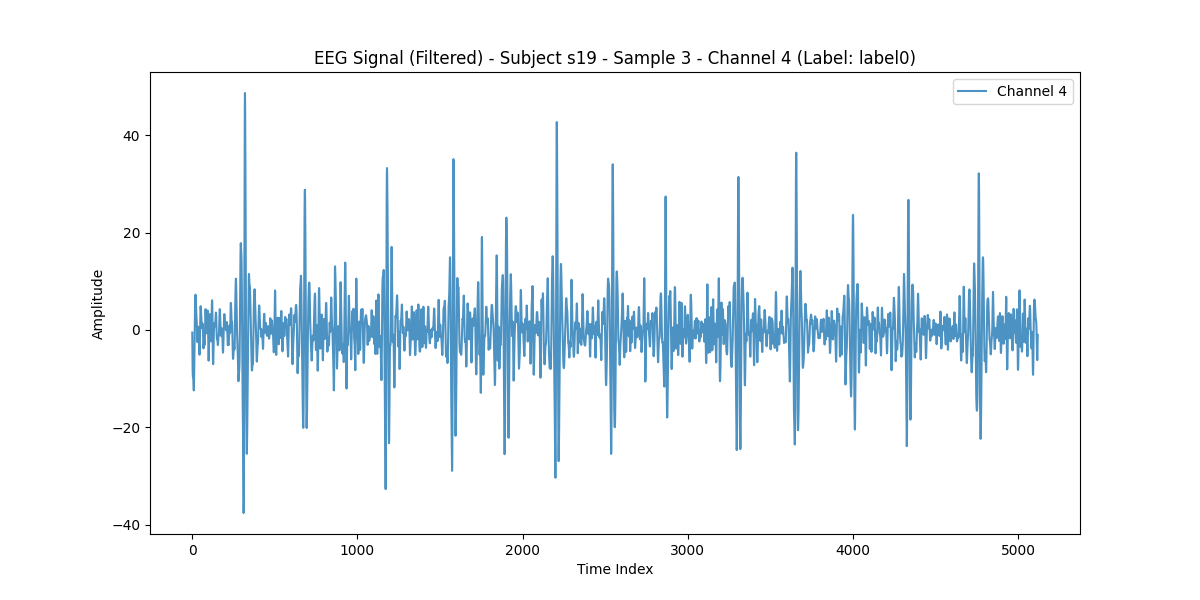 EEG Signal (Filtered) - Subject s19 - Sample 3 - Channel 4 (Label: label0)
Channel 4
40
20
0
−20
−40
Amplitude
0 1000 2000 3000 4000 5000
Time Index